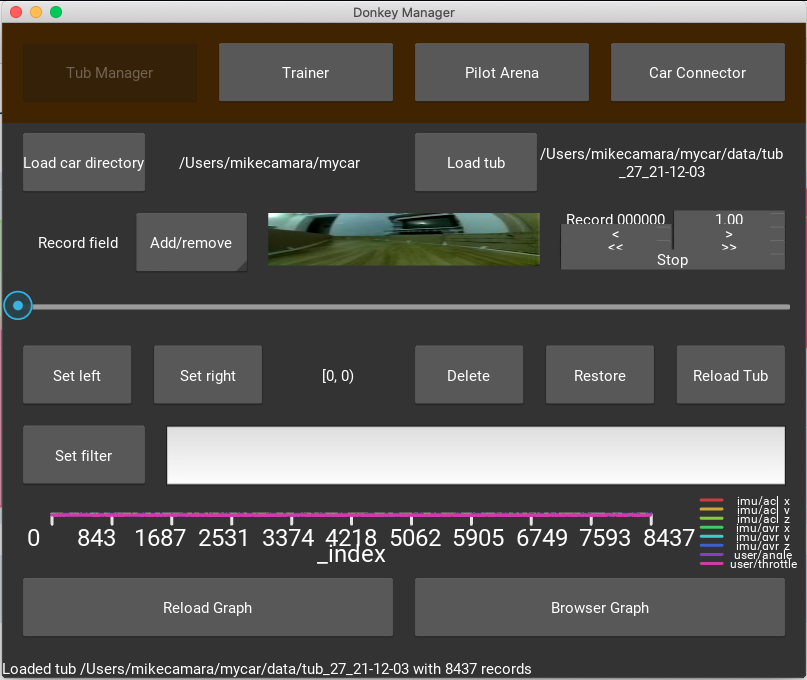 Donkey Manager
Tub Manager Trainer Pilot Arena Car Connector
Load car directory /Users/mikecamara/mycar Load tub /Users/mikecamara/mycar/data/tub
_27_21-12-03
Record field Add/remove Record 000000 1.00
< >
<< >>
Stop
Set left Set right [0, 0) Delete Restore Reload Tub
Set filter
imu/acl_x
imu/acl_y
imu/acl_z
imu/gyr_x
imu/gyr_y
imu/gyr_z
user/angle
user/throttle
0 843 1687 2531 3374 4218 5062 5905 6749 7593 8437
_index
Reload Graph Browser Graph
Loaded tub /Users/mikecamara/mycar/data/tub_27_21-12-03 with 8437 records